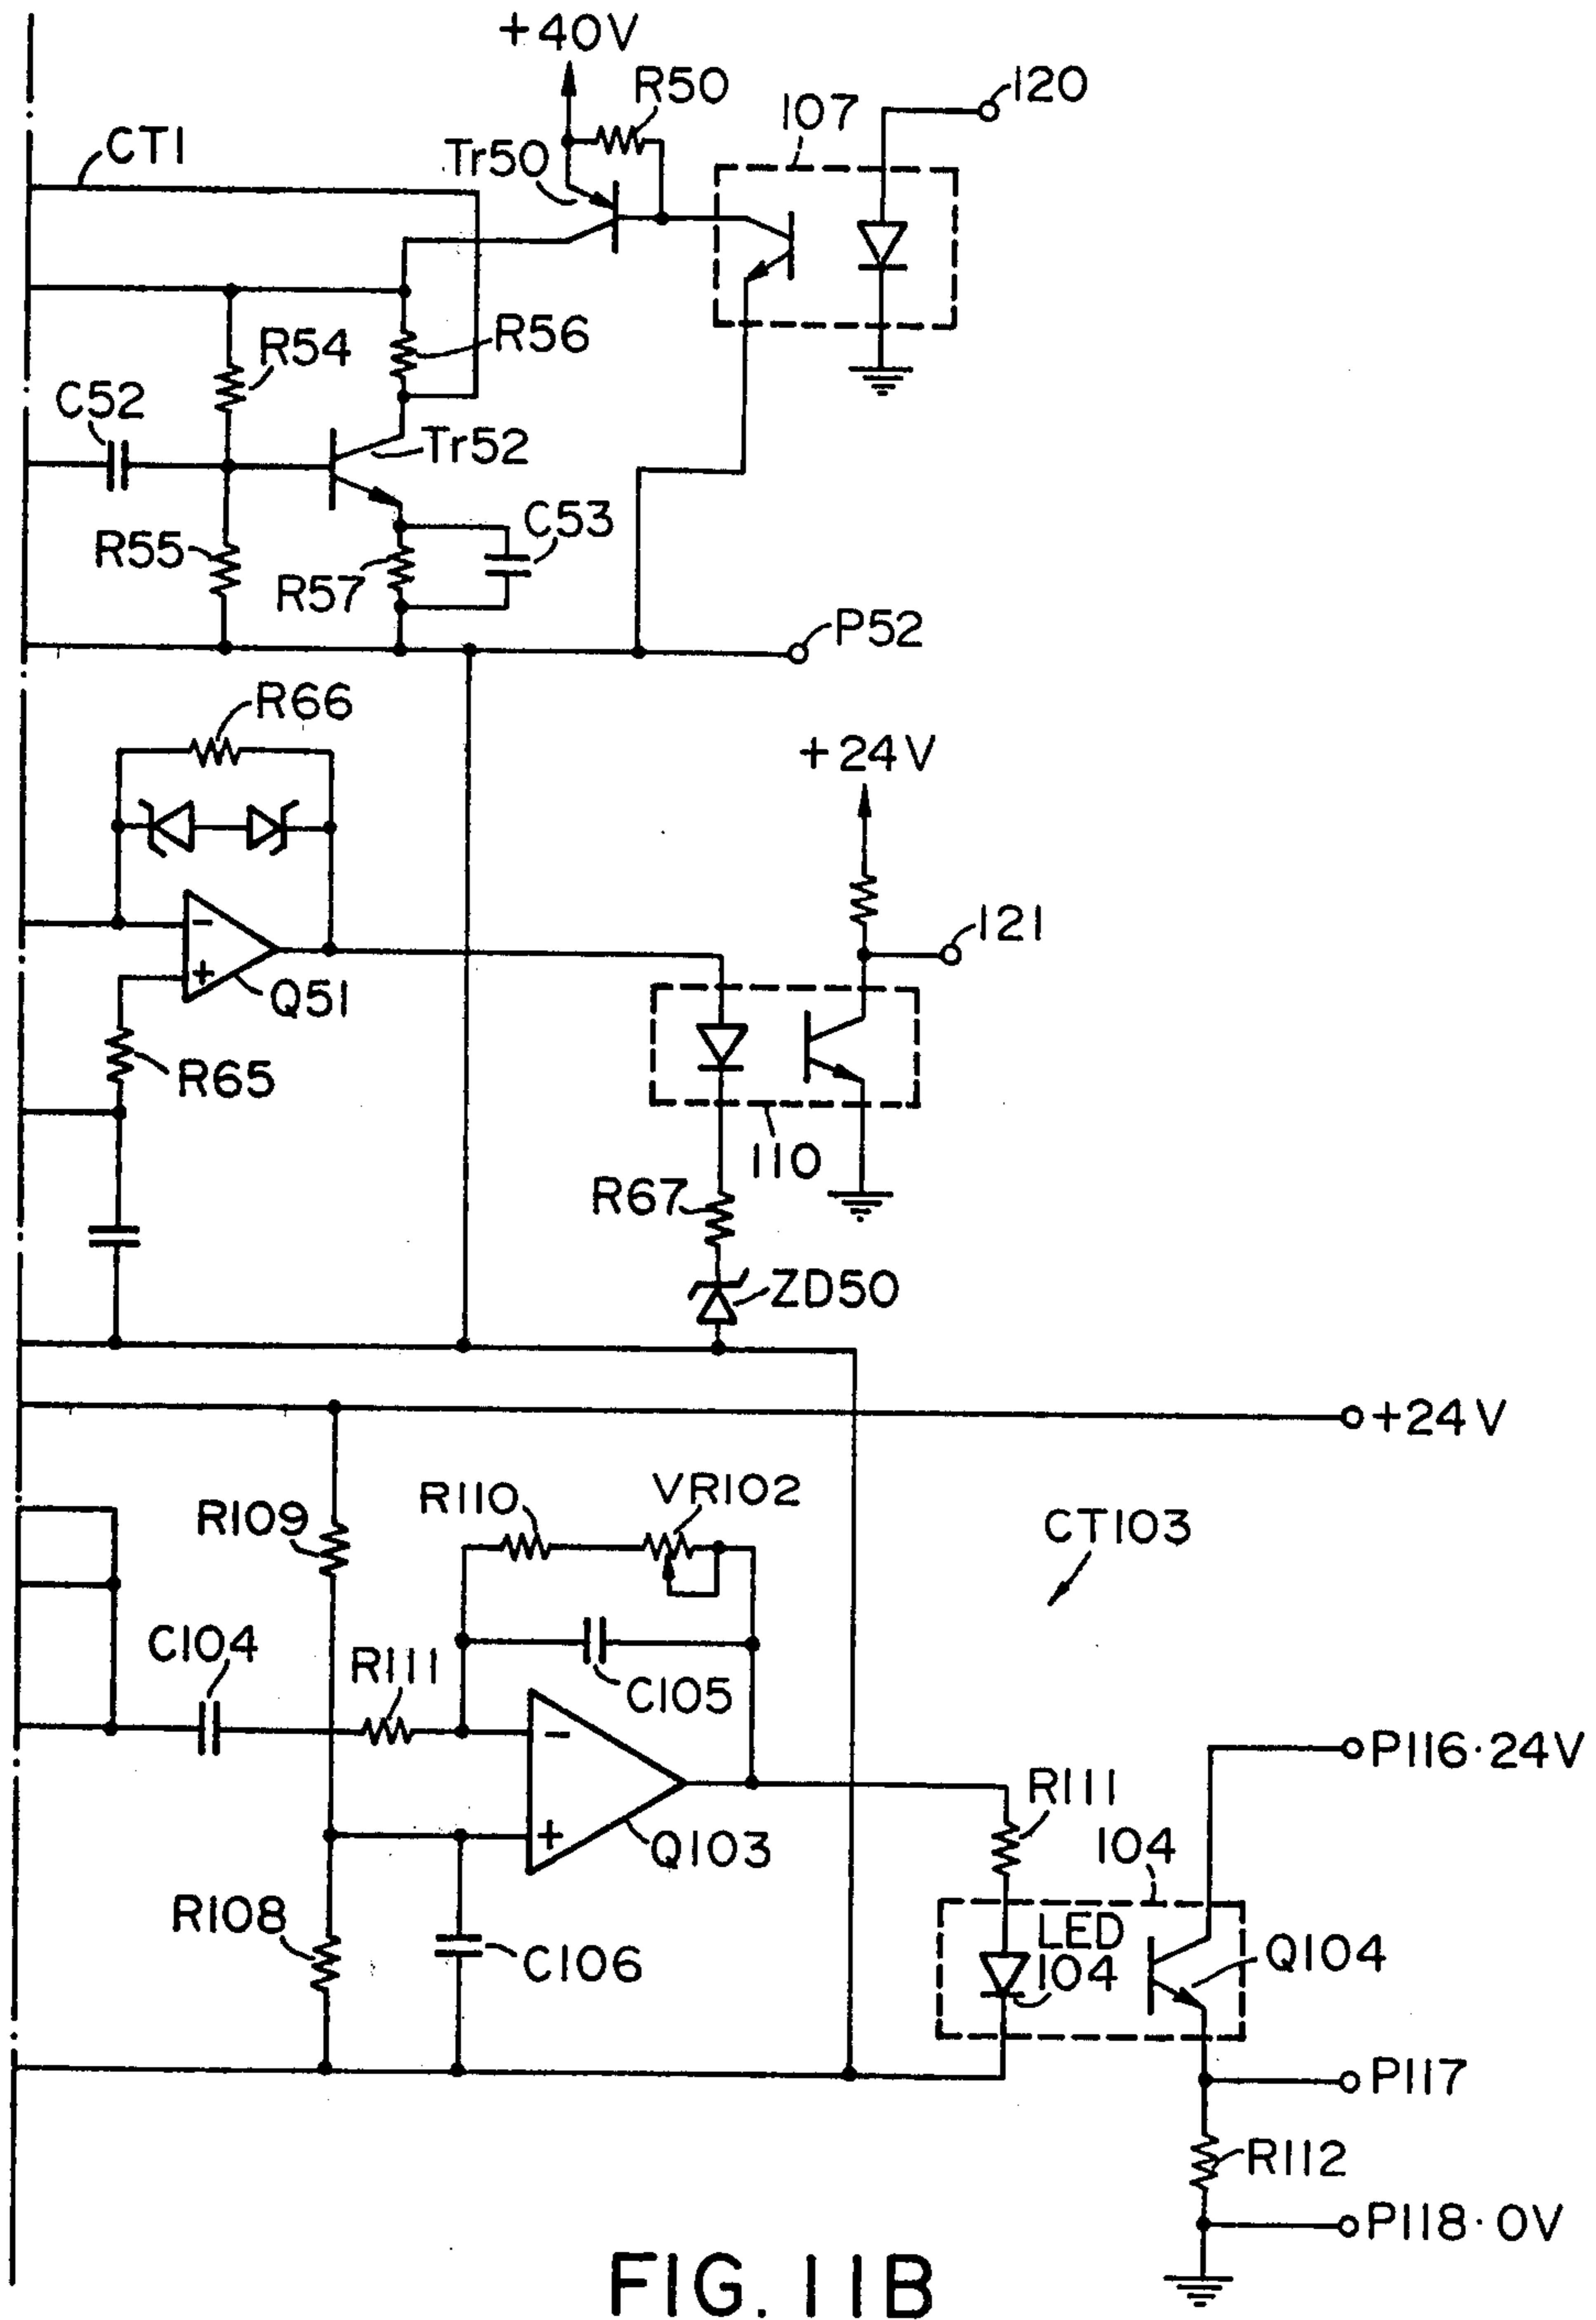 +40V
R50
120
107
CT1
Tr50
R56
R54
C52
Tr52
C53
R55
R57
P52
R66
+24V
121
-
+
Q51
R65
110
R67
ZD50
+24V
R110
VR102
R109
CT103
C104
R111
C105
-
P116·24V
R111
+
Q103
104
R108
LED
104
Q104
C106
P117
R112
P118·0V
FIG. 11B